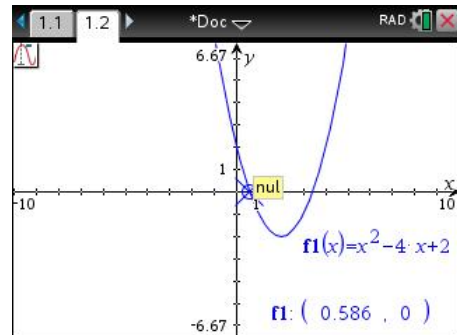 1.1 1.2 *Doc RAD
6.67 y
1
nul
-10 1 x 10
f1(x)=x²-4·x+2
-6.67 f1: ( 0.586 , 0 )